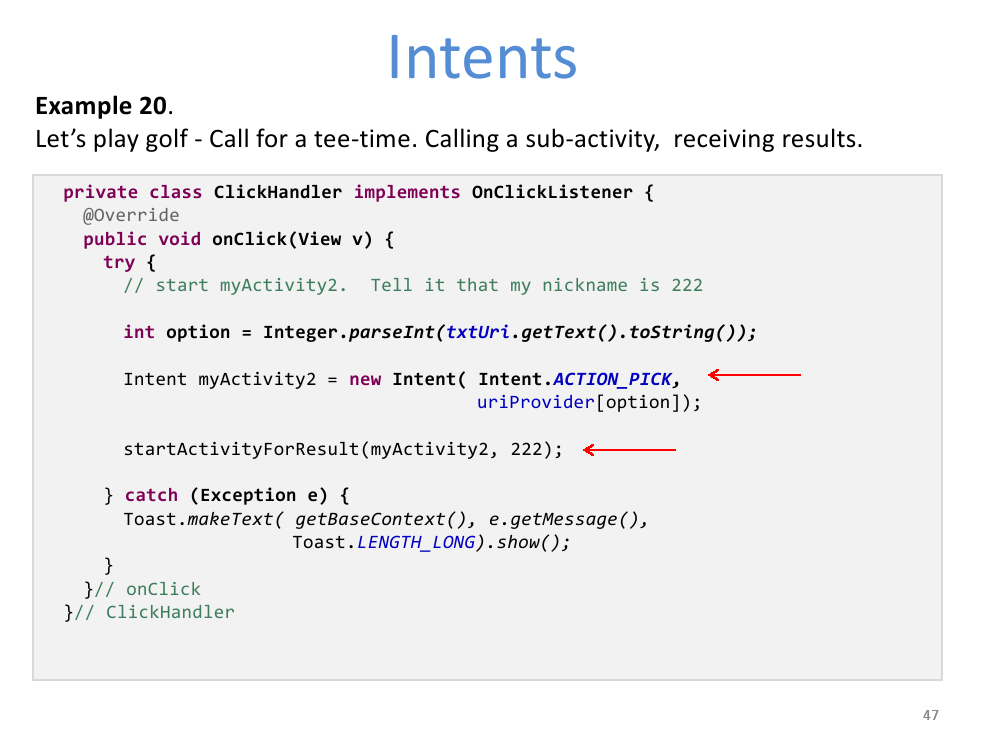 Intents
Example 20.
Let’s play golf - Call for a tee-time. Calling a sub-activity,  receiving results.
private class ClickHandler implements OnClickListener {
@Override
public void onClick(View v) {
try {
// start myActivity2.  Tell it that my nickname is 222
int option = Integer.parseInt(txtUri.getText().toString());
Intent myActivity2 = new Intent( Intent.ACTION_PICK,
uriProvider[option]);
startActivityForResult(myActivity2, 222);
} catch (Exception e) {
Toast.makeText( getBaseContext(), e.getMessage(),
Toast.LENGTH_LONG).show();
}
}// onClick
}// ClickHandler
47